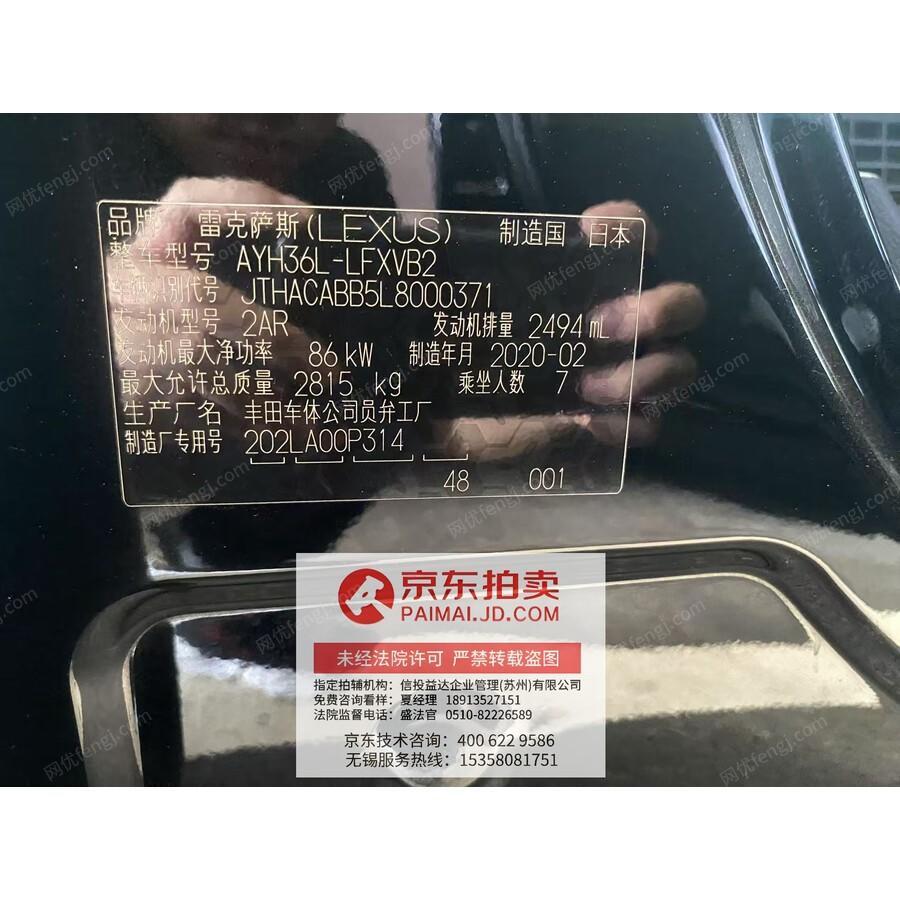 品牌 雷克萨斯(LEXUS) 制造国 日本
整车型号 AYH36L-LFXVB2
车辆识别代号 JTHACABB5L8000371
发动机型号 2AR 发动机排量 2494 mL
发动机最大净功率 86 kW 制造年月 2020-02
最大允许总质量 2815 kg 乘坐人数 7
生产厂名 丰田车体公司员弁工厂
制造厂专用号 202LA00P314
48 001
京东拍卖
PAIMAI.JD.COM
未经法院许可 严禁转载盗图
指定拍辅机构：信投益达企业管理(苏州)有限公司
免费咨询看样：夏经理 18913527151
法院监督电话：盛法官 0510-82226589
京东技术咨询：400 622 9586
无锡服务热线：15358081751
网优fengj.com